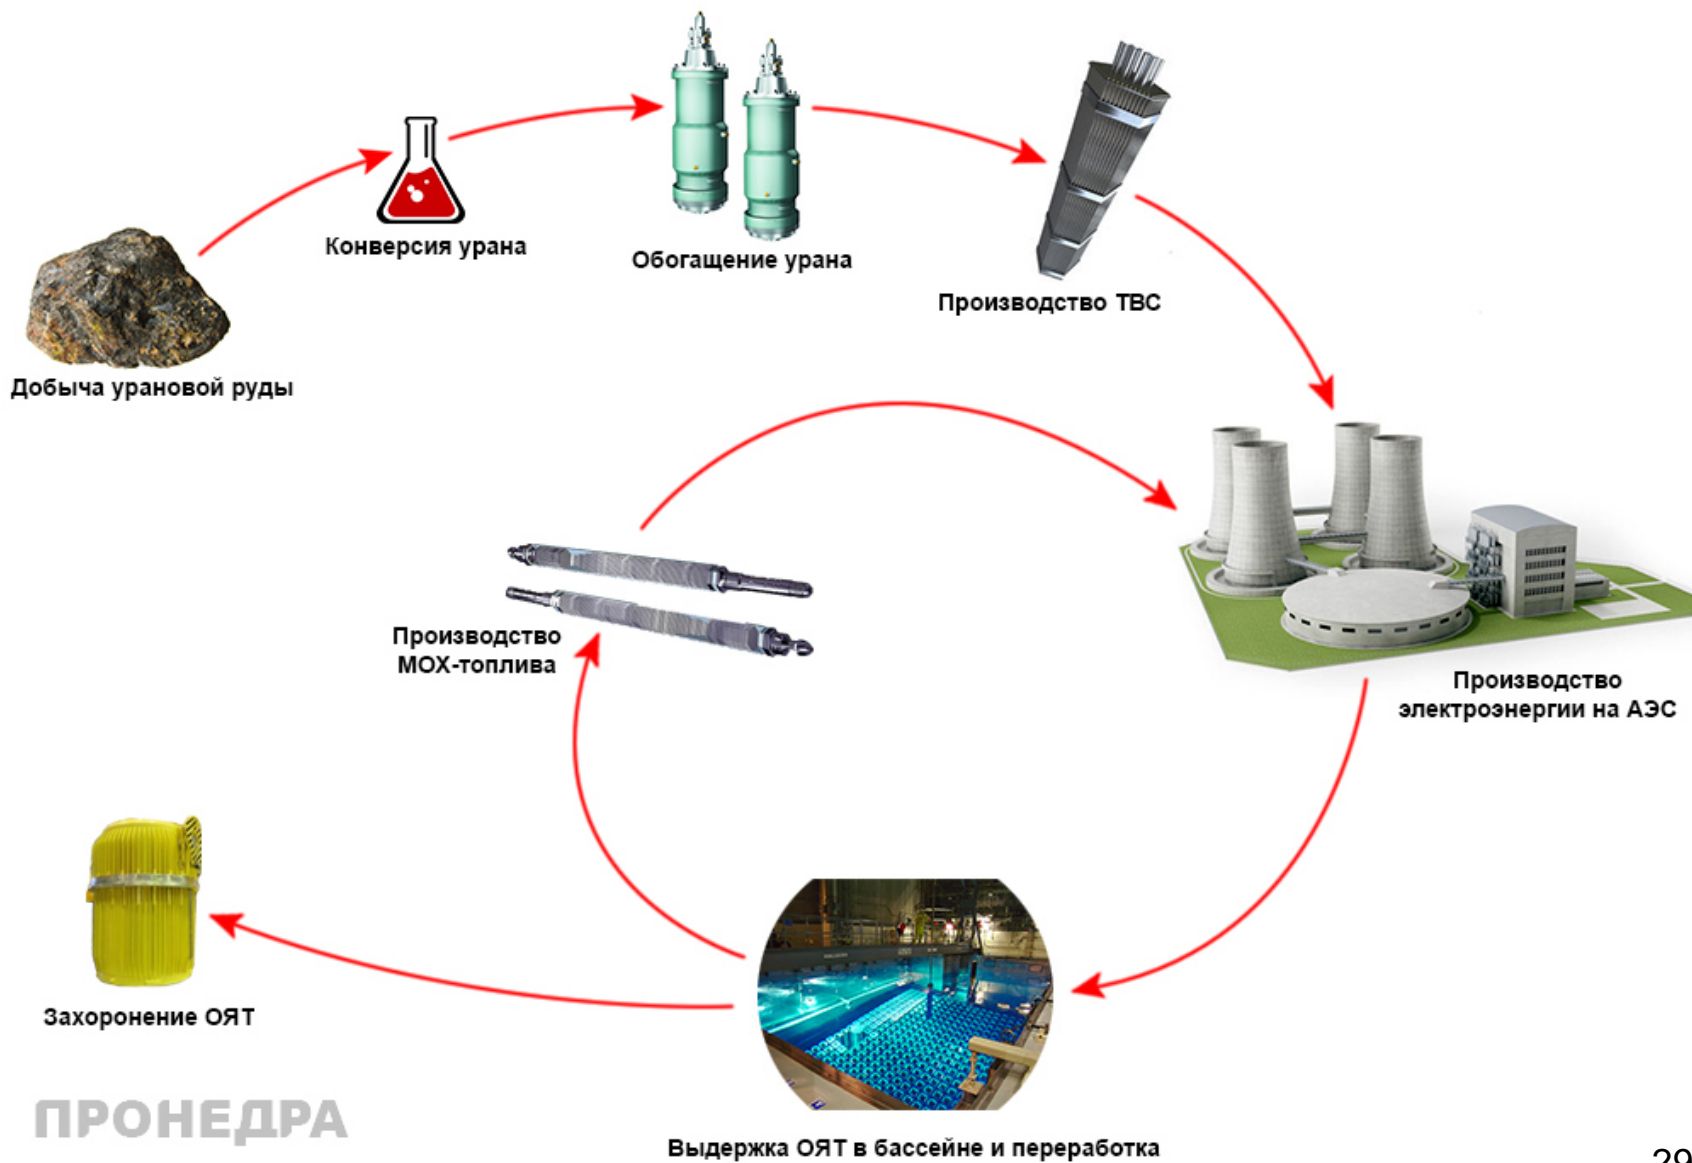 Конверсия урана
Обогащение урана
Производство ТВС
Добыча урановой руды
Производство
МОХ-топлива
Производство
электроэнергии на АЭС
Захоронение ОЯТ
ПРОНЕДРА
Выдержка ОЯТ в бассейне и переработка
29